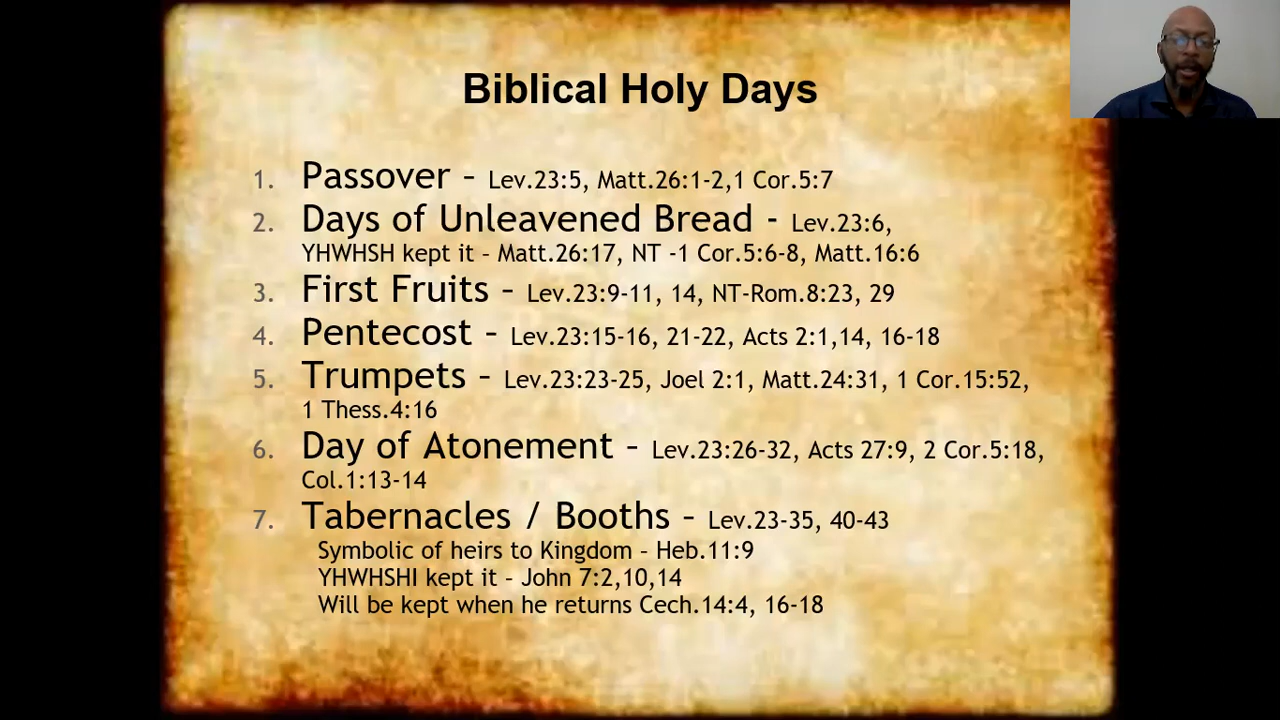 Biblical Holy Days
1. Passover – Lev.23:5, Matt.26:1-2,1 Cor.5:7
2. Days of Unleavened Bread - Lev.23:6,
YHWHSH kept it – Matt.26:17, NT -1 Cor.5:6-8, Matt.16:6
3. First Fruits – Lev.23:9-11, 14, NT-Rom.8:23, 29
4. Pentecost – Lev.23:15-16, 21-22, Acts 2:1,14, 16-18
5. Trumpets – Lev.23:23-25, Joel 2:1, Matt.24:31, 1 Cor.15:52,
1 Thess.4:16
6. Day of Atonement – Lev.23:26-32, Acts 27:9, 2 Cor.5:18,
Col.1:13-14
7. Tabernacles / Booths – Lev.23-35, 40-43
Symbolic of heirs to Kingdom – Heb.11:9
YHWHSHI kept it – John 7:2,10,14
Will be kept when he returns Cech.14:4, 16-18